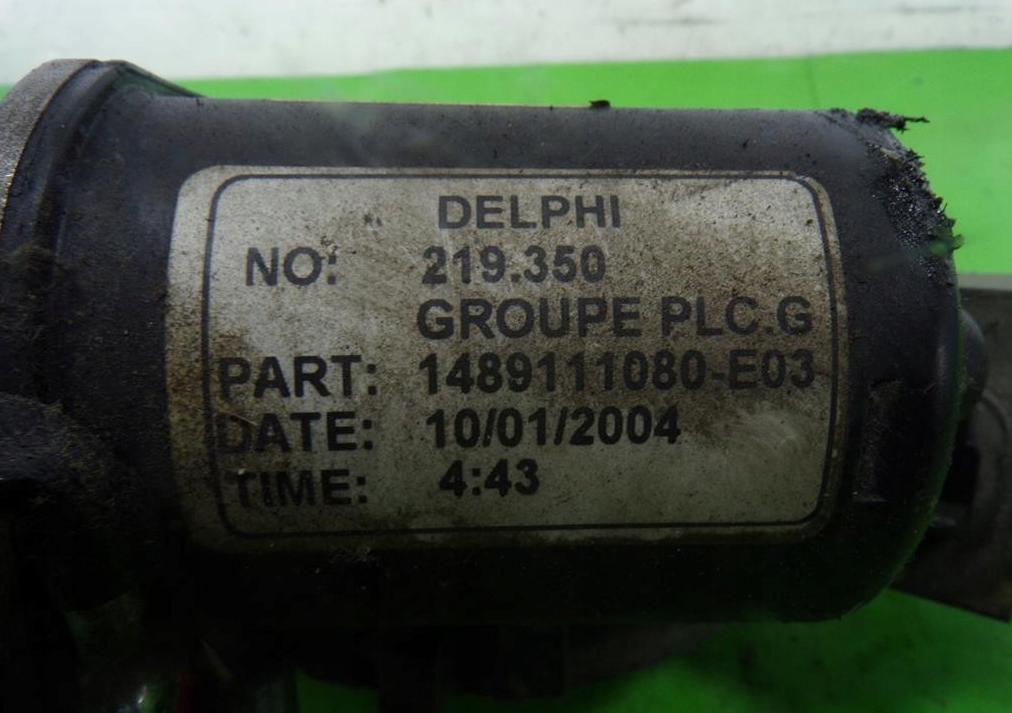 DELPHI
NO: 219.350
GROUPE PLC.G
PART: 1489111080-E03
DATE: 10/01/2004
TIME: 4:43